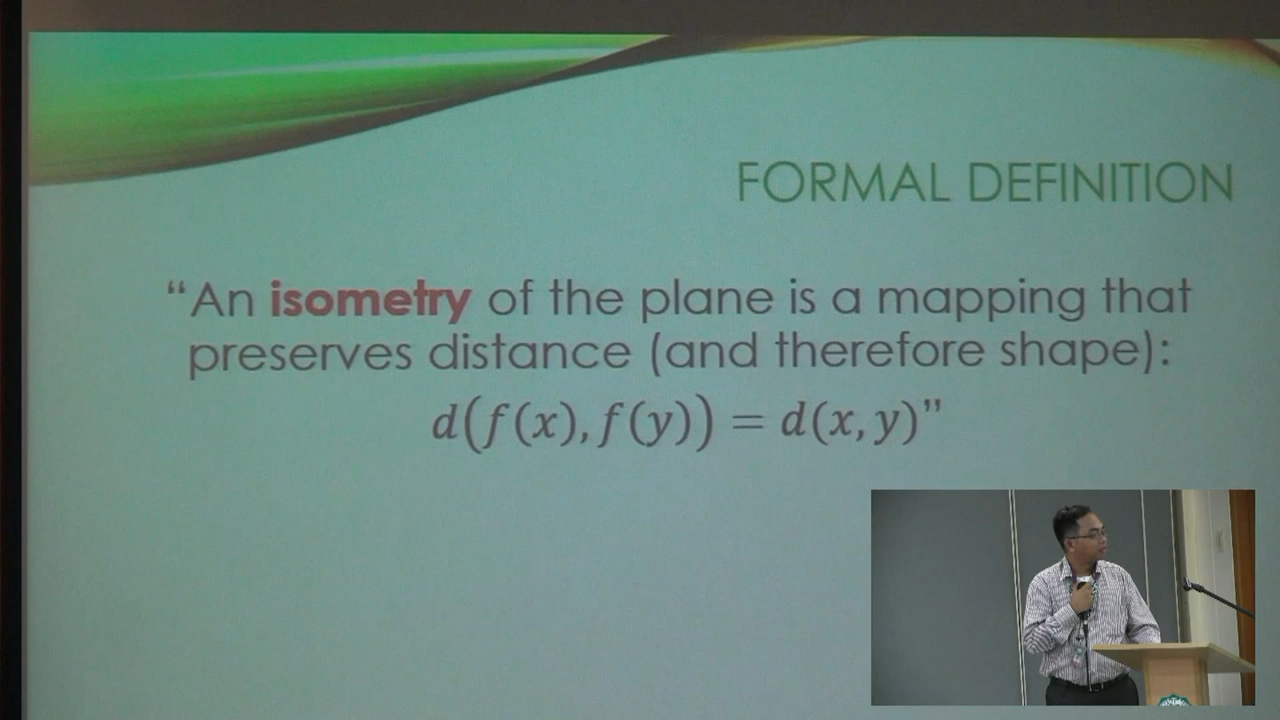 FORMAL DEFINITION
“An isometry of the plane is a mapping that
preserves distance (and therefore shape):
d(f(x), f(y)) = d(x, y)”